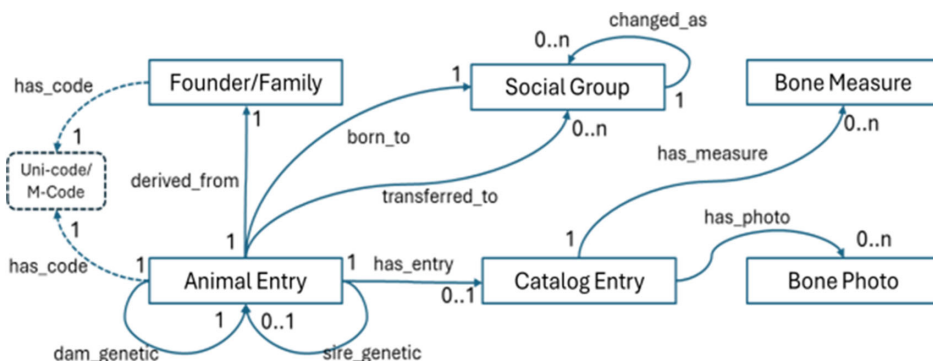 changed_as
0..n
has_code
Founder/Family
1
Social Group
Bone Measure
1
1
1
0..n
0..n
born_to
Uni-code/
M-Code
has_measure
derived_from
transferred_to
has_photo
1
1
1
0..n
has_code
1
Animal Entry
1
has_entry
0..1
Catalog Entry
Bone Photo
1
0..1
dam_genetic
sire_genetic